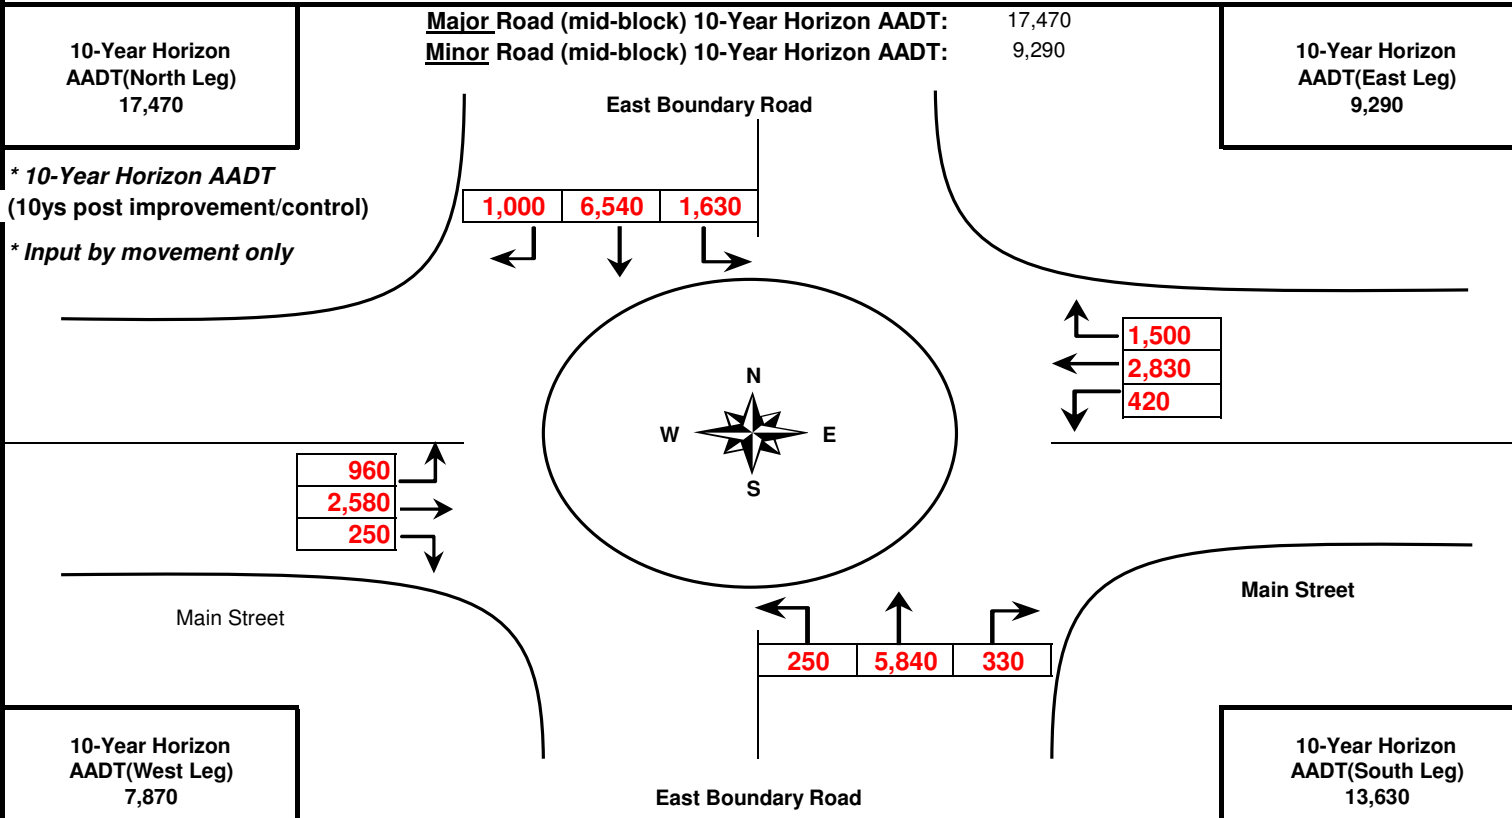 Major Road (mid-block) 10-Year Horizon AADT: 17,470
Minor Road (mid-block) 10-Year Horizon AADT: 9,290
10-Year Horizon
AADT(North Leg)
17,470
10-Year Horizon
AADT(East Leg)
9,290
East Boundary Road
* 10-Year Horizon AADT
(10ys post improvement/control)
* Input by movement only
1,000 6,540 1,630
1,500
2,830
420
N
W E
S
960
2,580
250
Main Street
Main Street
250 5,840 330
10-Year Horizon
AADT(West Leg)
7,870
East Boundary Road
10-Year Horizon
AADT(South Leg)
13,630